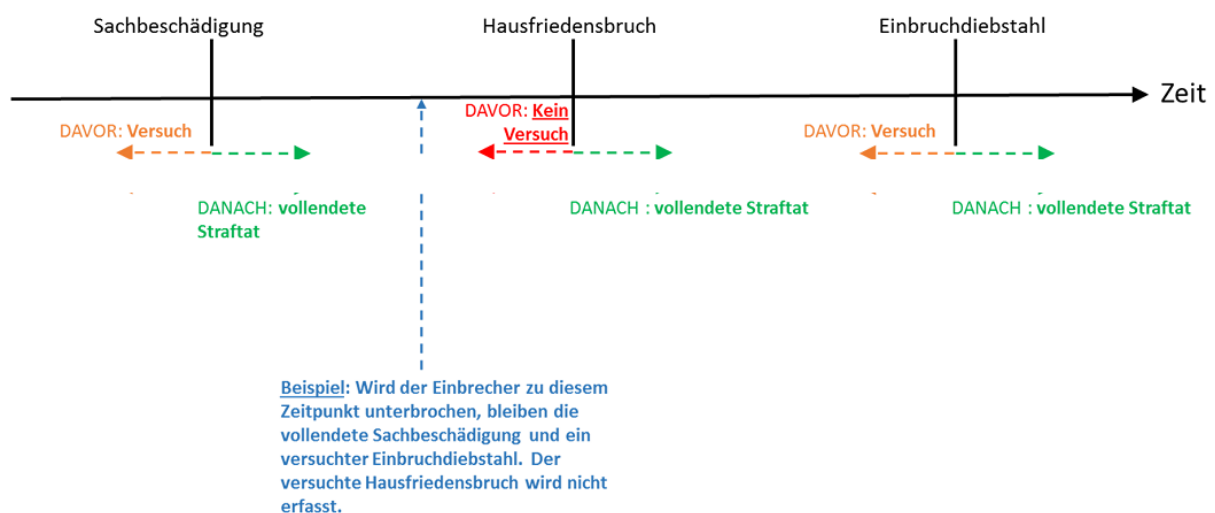 Sachbeschädigung
Hausfriedensbruch
Einbruchdiebstahl
Zeit
DAVOR: Versuch
DAVOR: Kein
Versuch
DAVOR: Versuch
DANACH: vollendete
Straftat
DANACH : vollendete Straftat
DANACH : vollendete Straftat
Beispiel: Wird der Einbrecher zu diesem
Zeitpunkt unterbrochen, bleiben die
vollendete Sachbeschädigung und ein
versuchter Einbruchdiebstahl. Der
versuchte Hausfriedensbruch wird nicht
erfasst.